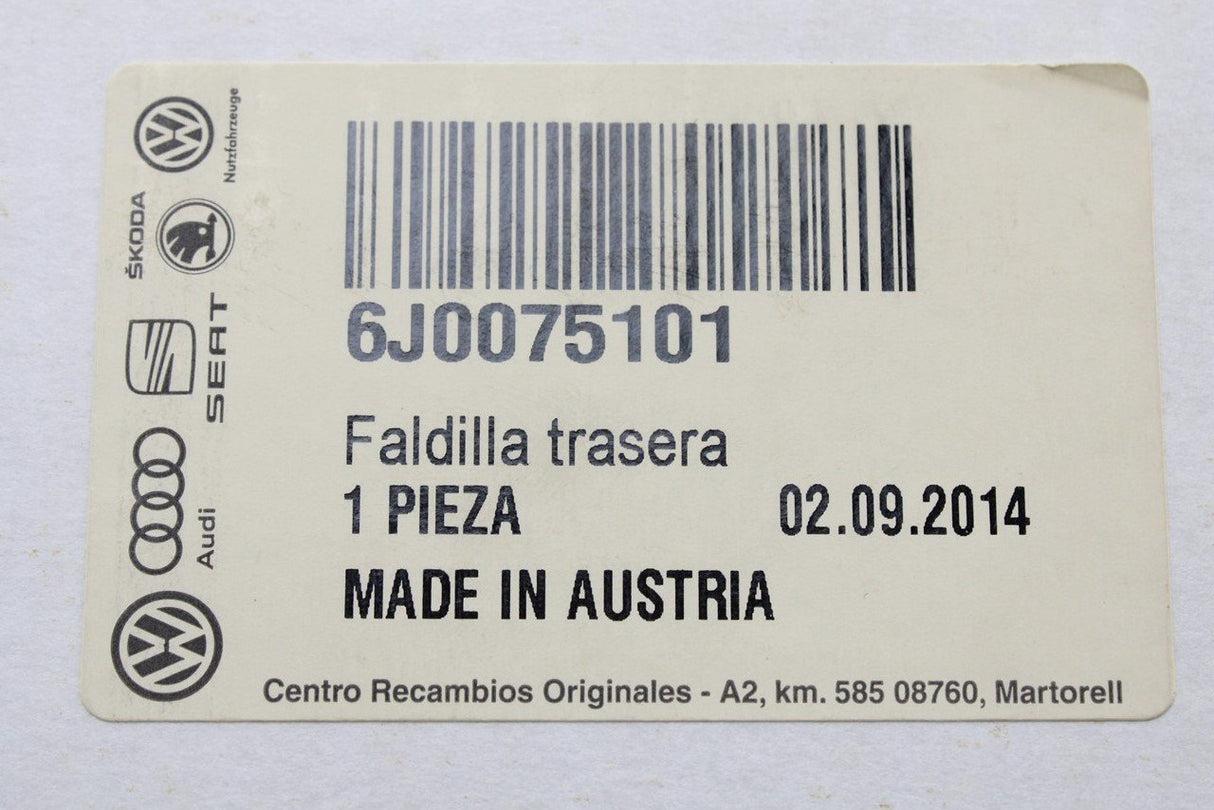 Nutzfahrzeuge
ŠKODA
SEAT
Audi
6J0075101
Faldilla trasera
1 PIEZA 02.09.2014
MADE IN AUSTRIA
Centro Recambios Originales - A2, km. 585 08760, Martorell